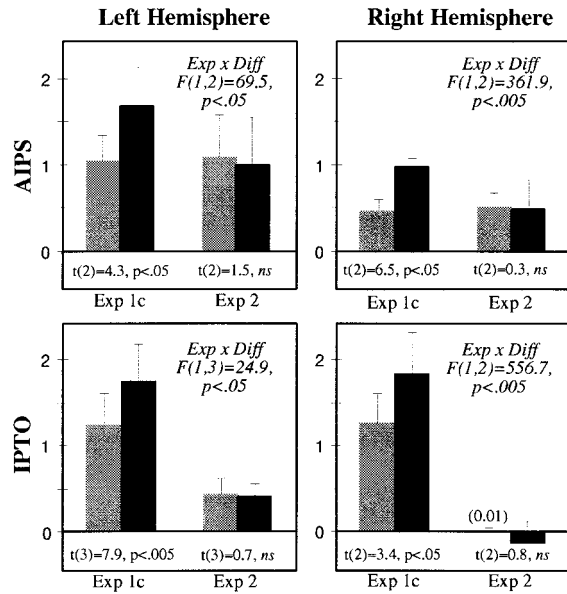 Left Hemisphere
Right Hemisphere
AIPS
2
1
0
Exp x Diff
F(1,2)=69.5,
p<.05
t(2)=4.3, p<.05
t(2)=1.5, ns
Exp 1c
Exp 2
2
1
0
Exp x Diff
F(1,2)=361.9,
p<.005
t(2)=6.5, p<.05
t(2)=0.3, ns
Exp 1c
Exp 2
IPTO
2
1
0
Exp x Diff
F(1,3)=24.9,
p<.05
t(3)=7.9, p<.005
t(3)=0.7, ns
Exp 1c
Exp 2
2
1
0
Exp x Diff
F(1,2)=556.7,
p<.005
(0.01)
t(2)=3.4, p<.05
t(2)=0.8, ns
Exp 1c
Exp 2